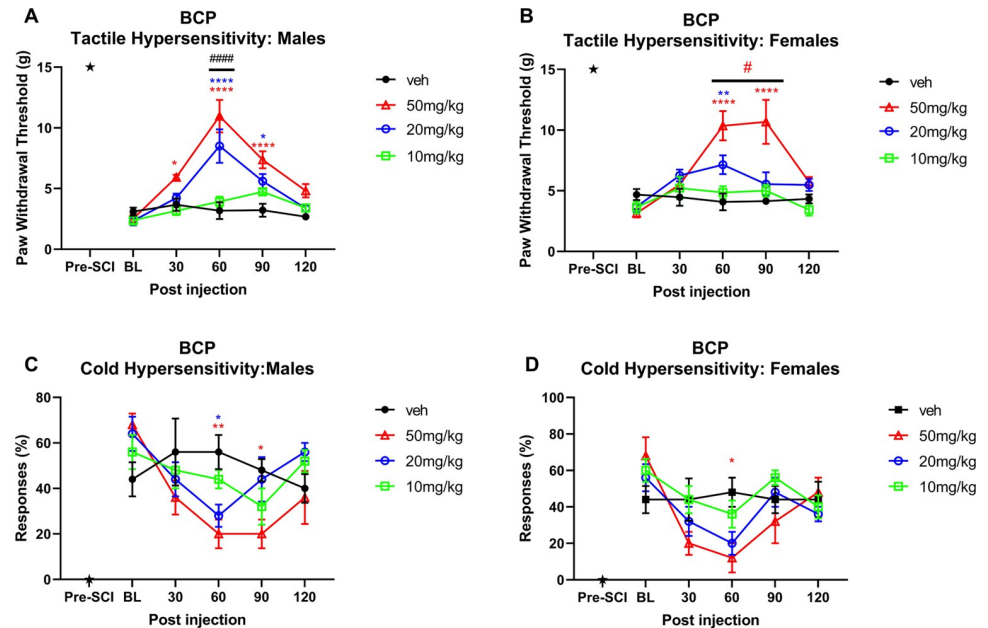 A
BCP
Tactile Hypersensitivity: Males
Paw Withdrawal Threshold (g)
15
10
5
0
####
****
****
*
*
****
Pre-SCI BL 30 60 90 120
Post injection
veh
50mg/kg
20mg/kg
10mg/kg
B
BCP
Tactile Hypersensitivity: Females
Paw Withdrawal Threshold (g)
15
10
5
0
#
**
****
****
Pre-SCI BL 30 60 90 120
Post injection
veh
50mg/kg
20mg/kg
10mg/kg
C
BCP
Cold Hypersensitivity:Males
Responses (%)
80
60
40
20
0
*
**
*
Pre-SCI BL 30 60 90 120
Post injection
veh
50mg/kg
20mg/kg
10mg/kg
D
BCP
Cold Hypersensitivity: Females
Responses (%)
100
80
60
40
20
0
*
Pre-SCI BL 30 60 90 120
Post injection
veh
50mg/kg
20mg/kg
10mg/kg